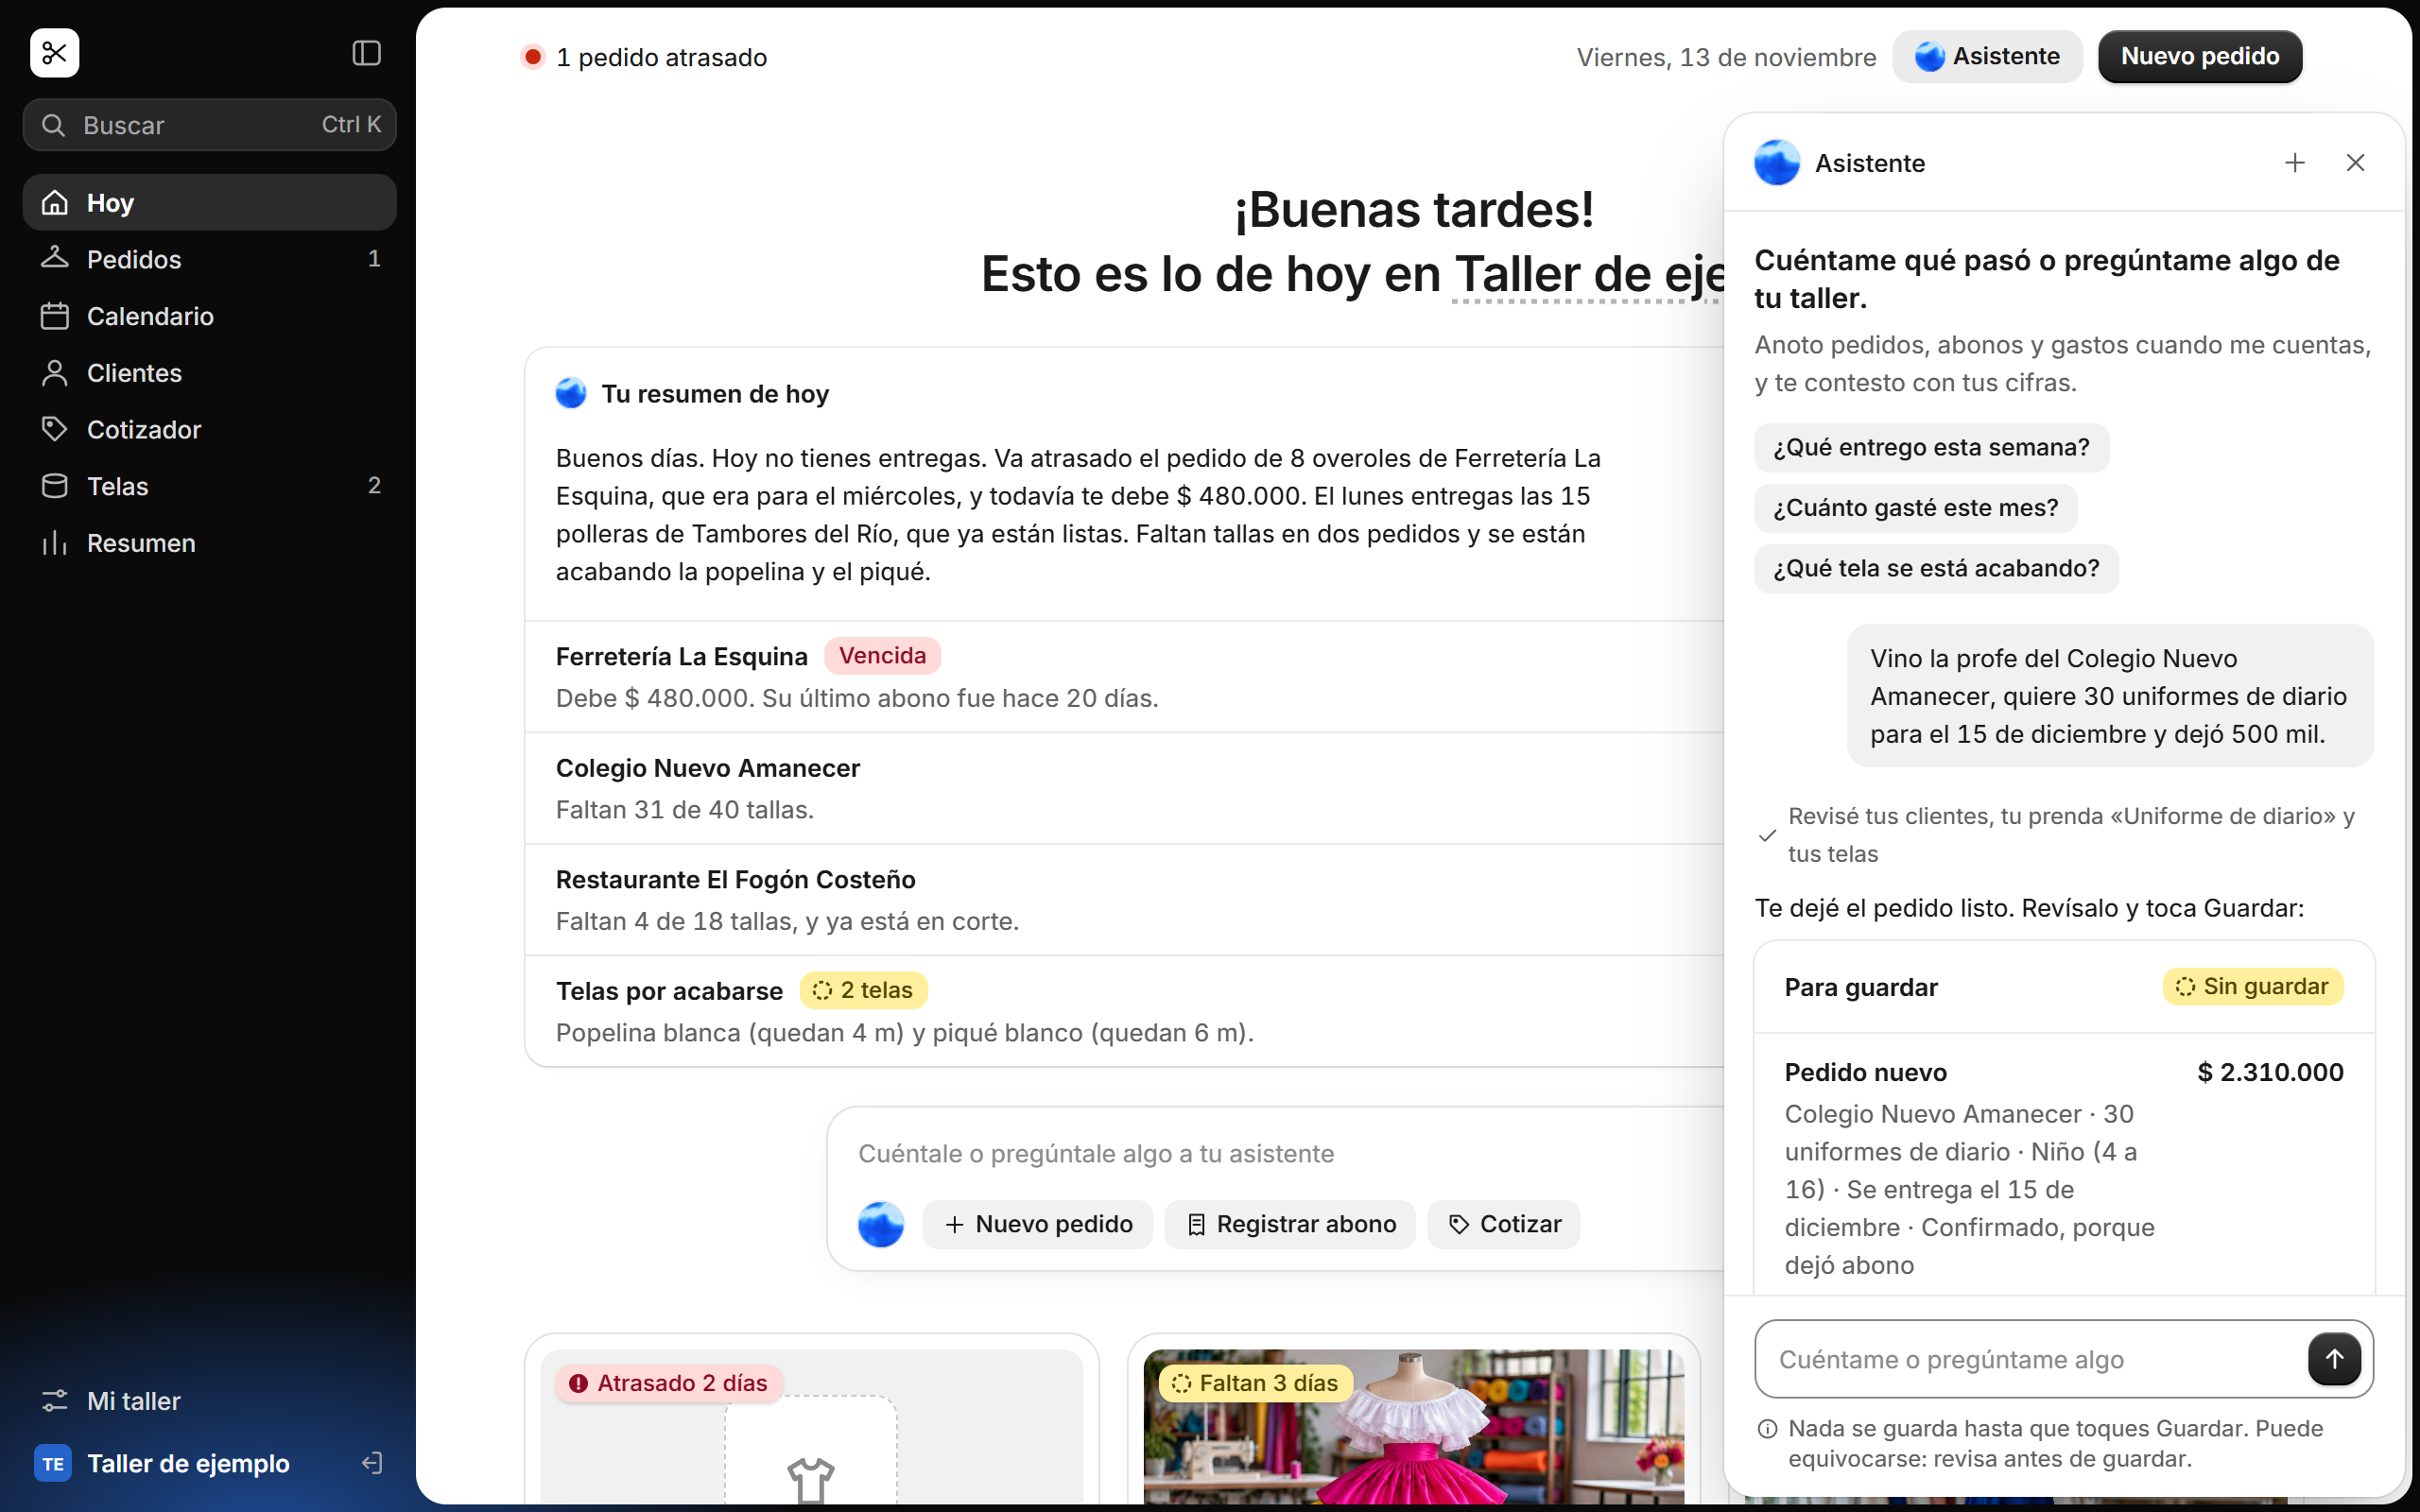 Buscar
Ctrl K
Hoy
Pedidos
1
Calendario
Clientes
Cotizador
Telas
2
Resumen
Mi taller
TE
Taller de ejemplo
1 pedido atrasado
Viernes, 13 de noviembre
Asistente
Nuevo pedido
¡Buenas tardes!
Esto es lo de hoy en Taller de eje
Tu resumen de hoy
Buenos días. Hoy no tienes entregas. Va atrasado el pedido de 8 overoles de Ferretería La
Esquina, que era para el miércoles, y todavía te debe $ 480.000. El lunes entregas las 15
polleras de Tambores del Río, que ya están listas. Faltan tallas en dos pedidos y se están
acabando la popelina y el piqué.
Ferretería La Esquina
Vencida
Debe $ 480.000. Su último abono fue hace 20 días.
Colegio Nuevo Amanecer
Faltan 31 de 40 tallas.
Restaurante El Fogón Costeño
Faltan 4 de 18 tallas, y ya está en corte.
Telas por acabarse
2 telas
Popelina blanca (quedan 4 m) y piqué blanco (quedan 6 m).
Cuéntale o pregúntale algo a tu asistente
Nuevo pedido
Registrar abono
Cotizar
Atrasado 2 días
Faltan 3 días
Asistente
Cuéntame qué pasó o pregúntame algo de
tu taller.
Anoto pedidos, abonos y gastos cuando me cuentas,
y te contesto con tus cifras.
¿Qué entrego esta semana?
¿Cuánto gasté este mes?
¿Qué tela se está acabando?
Vino la profe del Colegio Nuevo
Amanecer, quiere 30 uniformes de diario
para el 15 de diciembre y dejó 500 mil.
Revisé tus clientes, tu prenda «Uniforme de diario» y
tus telas
Te dejé el pedido listo. Revísalo y toca Guardar:
Para guardar
Sin guardar
Pedido nuevo
$ 2.310.000
Colegio Nuevo Amanecer · 30
uniformes de diario · Niño (4 a
16) · Se entrega el 15 de
diciembre · Confirmado, porque
dejó abono
Cuéntame o pregúntame algo
Nada se guarda hasta que toques Guardar. Puede
equivocarse: revisa antes de guardar.